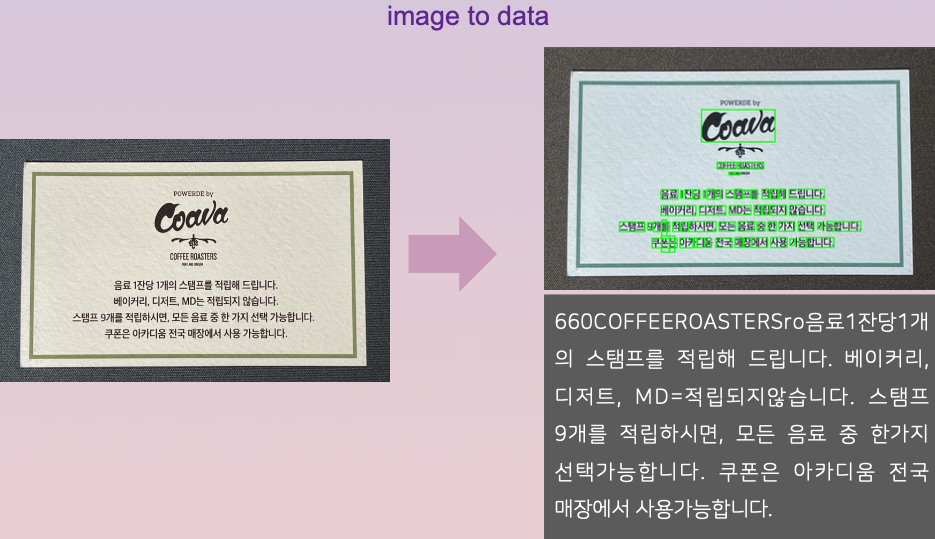 image to data
POWERDE by
Coava
COFFEE ROASTERS
PORTLAND, OREGON
음료 1잔당 1개의 스탬프를 적립해 드립니다.
베이커리, 디저트, MD는 적립되지 않습니다.
스탬프 9개를 적립하시면, 모든 음료 중 한 가지 선택 가능합니다.
쿠폰은 아카디움 전국 매장에서 사용 가능합니다.
POWERDE by
Coava
COFFEE ROASTERS
음료 1잔당 1개의 스탬프를 적립해 드립니다.
베이커리, 디저트, MD는 적립되지 않습니다.
스탬프 9개를 적립하시면, 모든 음료 중 한 가지 선택 가능합니다.
쿠폰은 아카디움 전국 매장에서 사용 가능합니다.
660COFFEEROASTERSro음료1잔당1개
의 스탬프를 적립해 드립니다. 베이커리,
디저트, MD=적립되지않습니다. 스탬프
9개를 적립하시면, 모든 음료 중 한가지
선택가능합니다. 쿠폰은 아카디움 전국
매장에서 사용가능합니다.